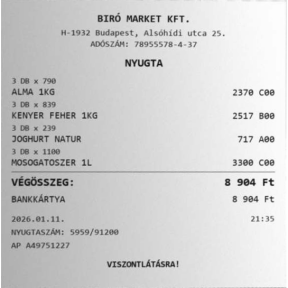 BIRÓ MARKET KFT.
H-1932 Budapest, Alsóhídi utca 25.
ADÓSZÁM: 78955578-4-37
NYUGTA
3 DB x 790
ALMA 1KG 2370 C00
3 DB x 839
KENYER FEHER 1KG 2517 B00
3 DB x 239
JOGHURT NATUR 717 A00
3 DB x 1100
MOSOGATOSZER 1L 3300 C00
VÉGÖSSZEG: 8 904 Ft
BANKKÁRTYA 8 904 Ft
2026.01.11. 21:35
NYUGTASZÁM: 5959/91200
AP A49751227
VISZONTLÁTÁSRA!